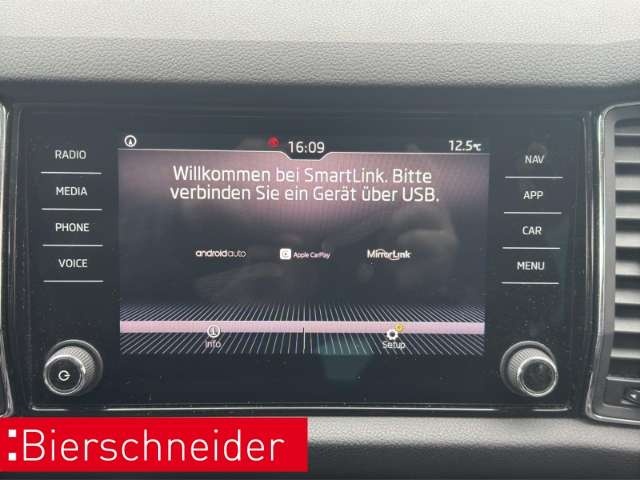 RADIO
MEDIA
PHONE
VOICE
16:09
12.5°C
Willkommen bei SmartLink. Bitte
verbinden Sie ein Gerät über USB.
androidauto
Apple CarPlay
MirrorLink
Info
Setup
NAV
APP
CAR
MENU
Bierschneider